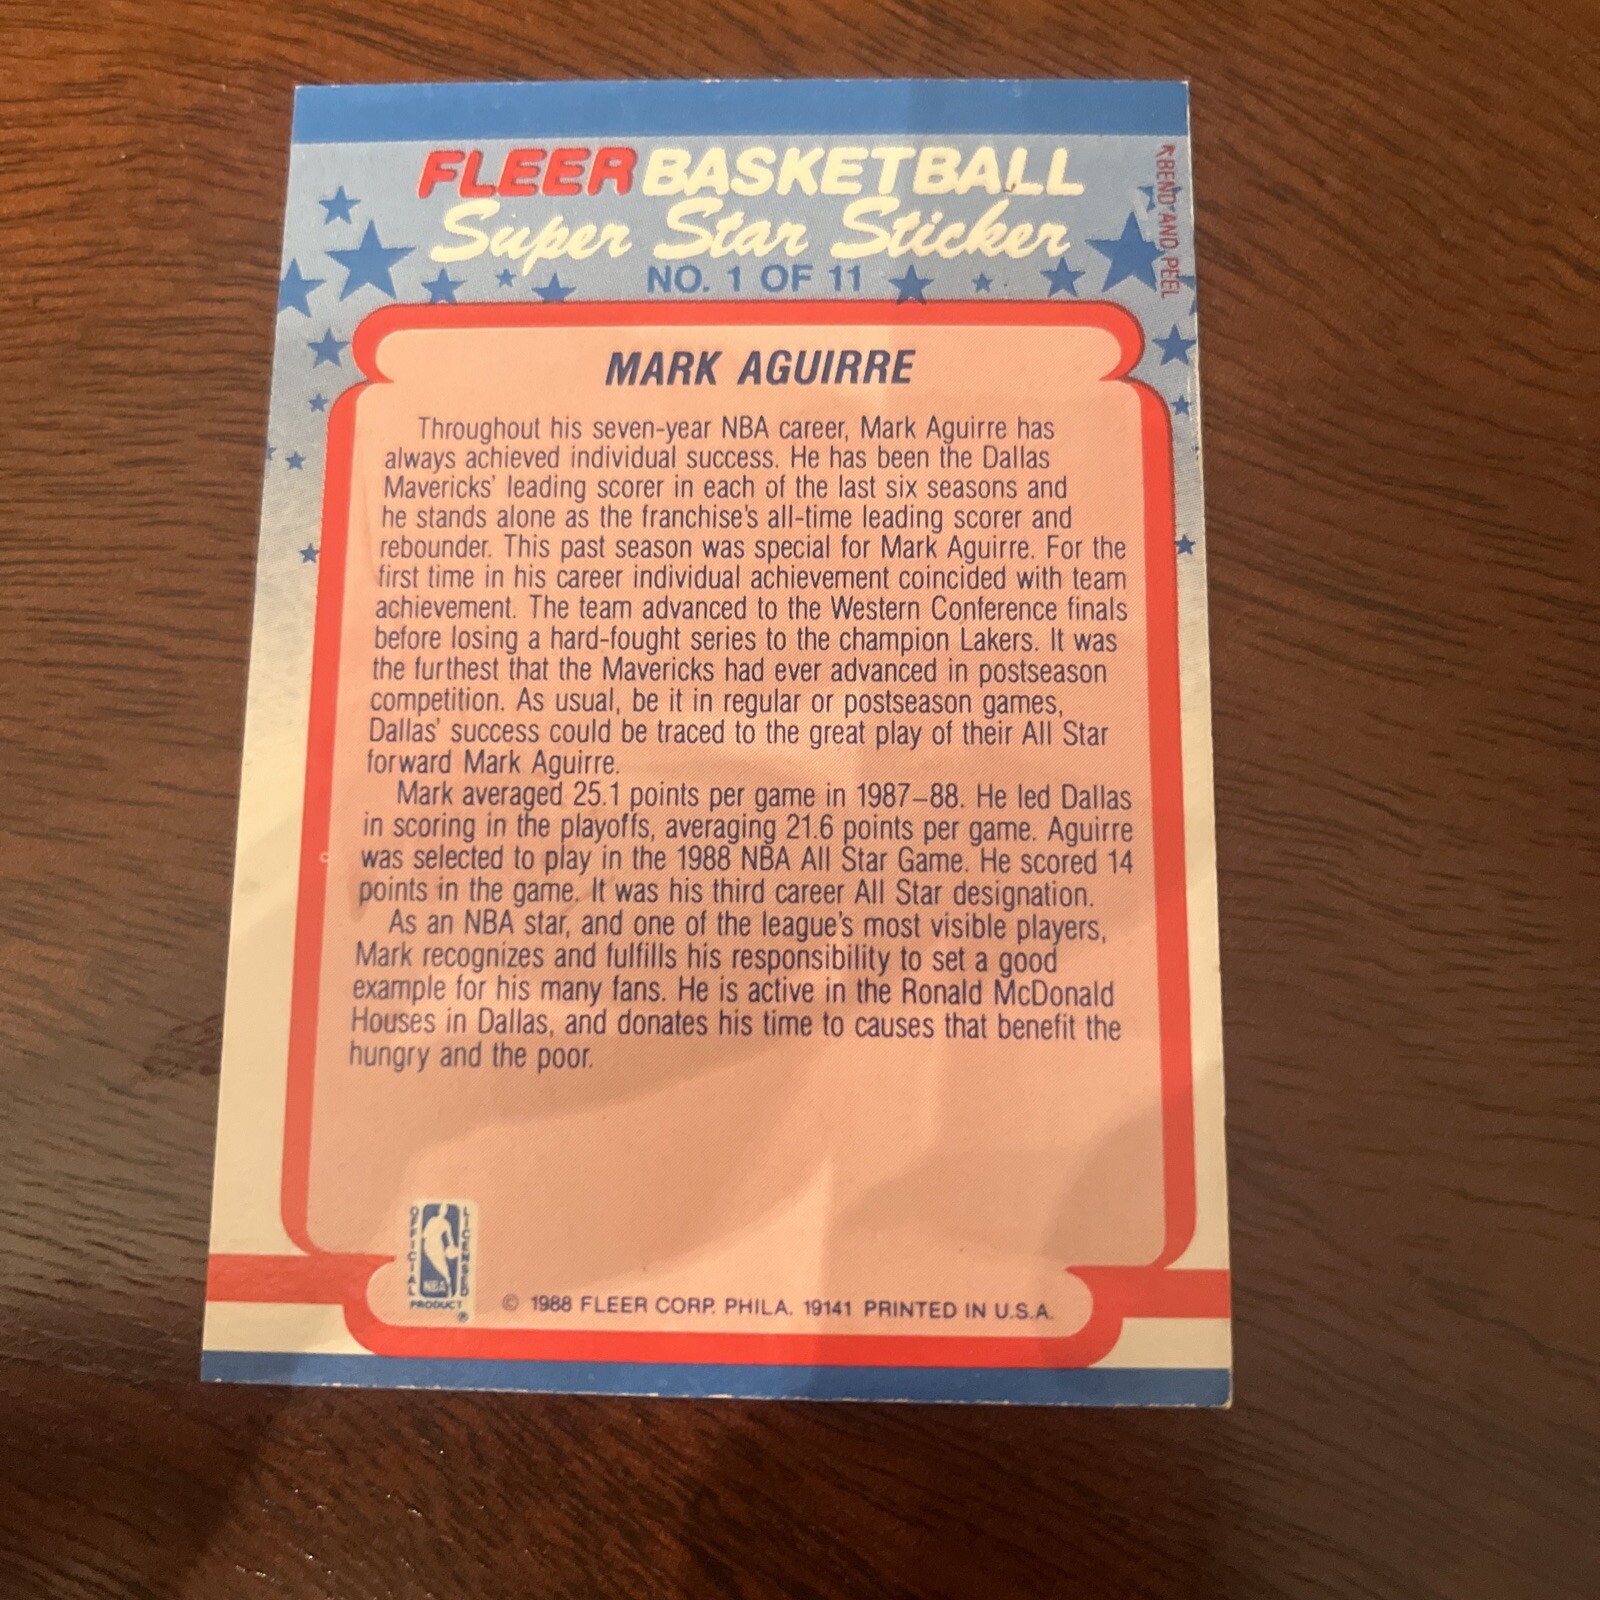 FLEER BASKETBALL
Super Star Sticker
NO. 1 OF 11
BEND AND PEEL
MARK AGUIRRE
Throughout his seven-year NBA career, Mark Aguirre has
always achieved individual success. He has been the Dallas
Mavericks' leading scorer in each of the last six seasons and
he stands alone as the franchise's all-time leading scorer and
rebounder. This past season was special for Mark Aguirre. For the
first time in his career individual achievement coincided with team
achievement. The team advanced to the Western Conference finals
before losing a hard-fought series to the champion Lakers. It was
the furthest that the Mavericks had ever advanced in postseason
competition. As usual, be it in regular or postseason games,
Dallas' success could be traced to the great play of their All Star
forward Mark Aguirre.
Mark averaged 25.1 points per game in 1987–88. He led Dallas
in scoring in the playoffs, averaging 21.6 points per game. Aguirre
was selected to play in the 1988 NBA All Star Game. He scored 14
points in the game. It was his third career All Star designation.
As an NBA star, and one of the league's most visible players,
Mark recognizes and fulfills his responsibility to set a good
example for his many fans. He is active in the Ronald McDonald
Houses in Dallas, and donates his time to causes that benefit the
hungry and the poor.
OFFICIAL
LICENSED
NBA
PRODUCT ®
© 1988 FLEER CORP. PHILA. 19141 PRINTED IN U.S.A.